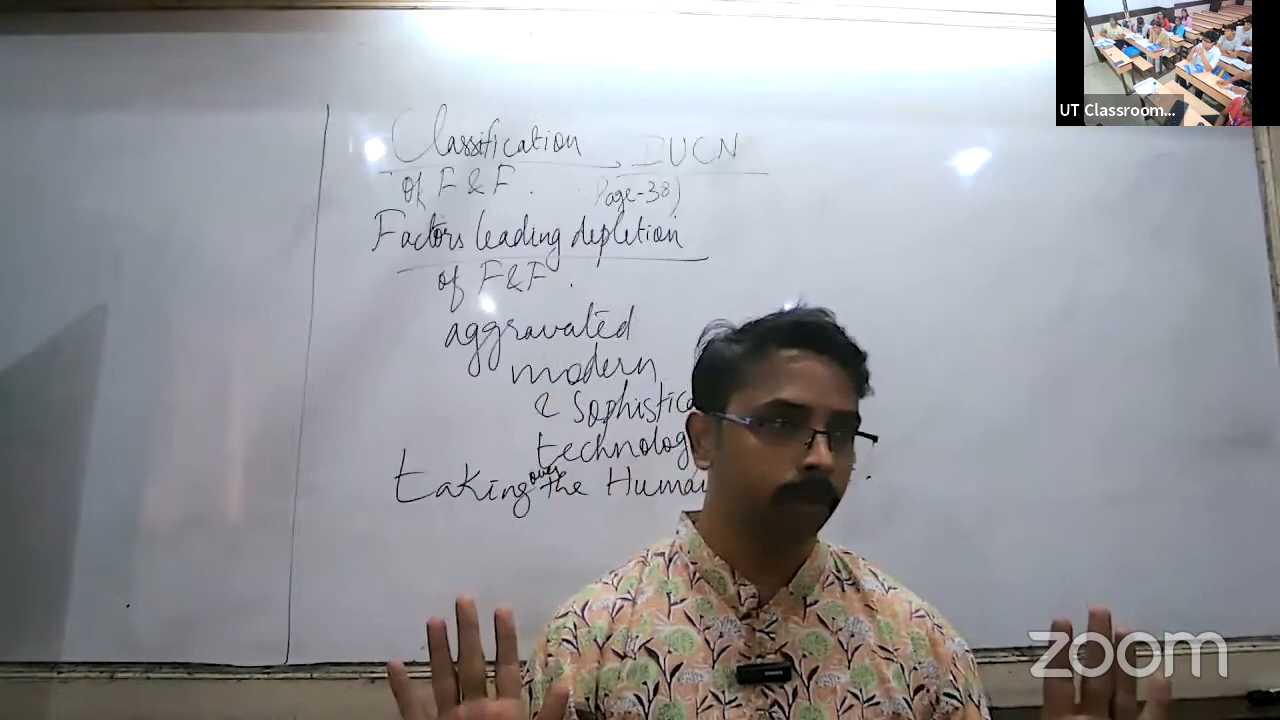 Classification → IUCN
of F & F. Page-38)
Factors leading depletion
of F & F.
aggravated
modern
& Sophistica
technolog
taking over the Human
UT Classroom...
zoom